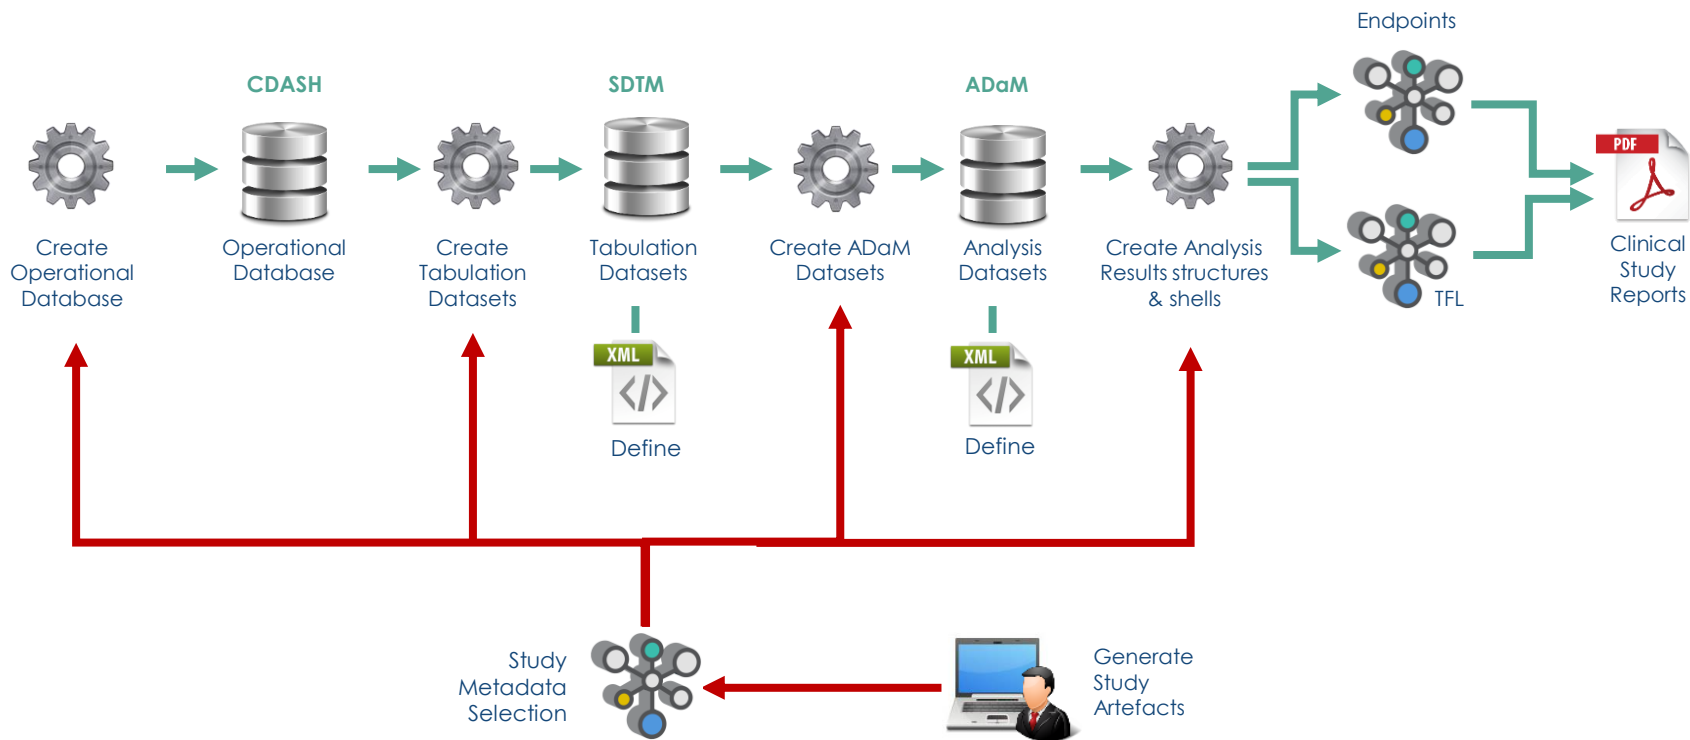 Endpoints
CDASH
SDTM
ADaM
PDF
Create
Operational
Database
Operational
Database
Create
Tabulation
Datasets
Tabulation
Datasets
Create ADaM
Datasets
Analysis
Datasets
Create Analysis
Results structures
& shells
TFL
Clinical
Study
Reports
XML
</>
Define
XML
</>
Define
Study
Metadata
Selection
Generate
Study
Artefacts